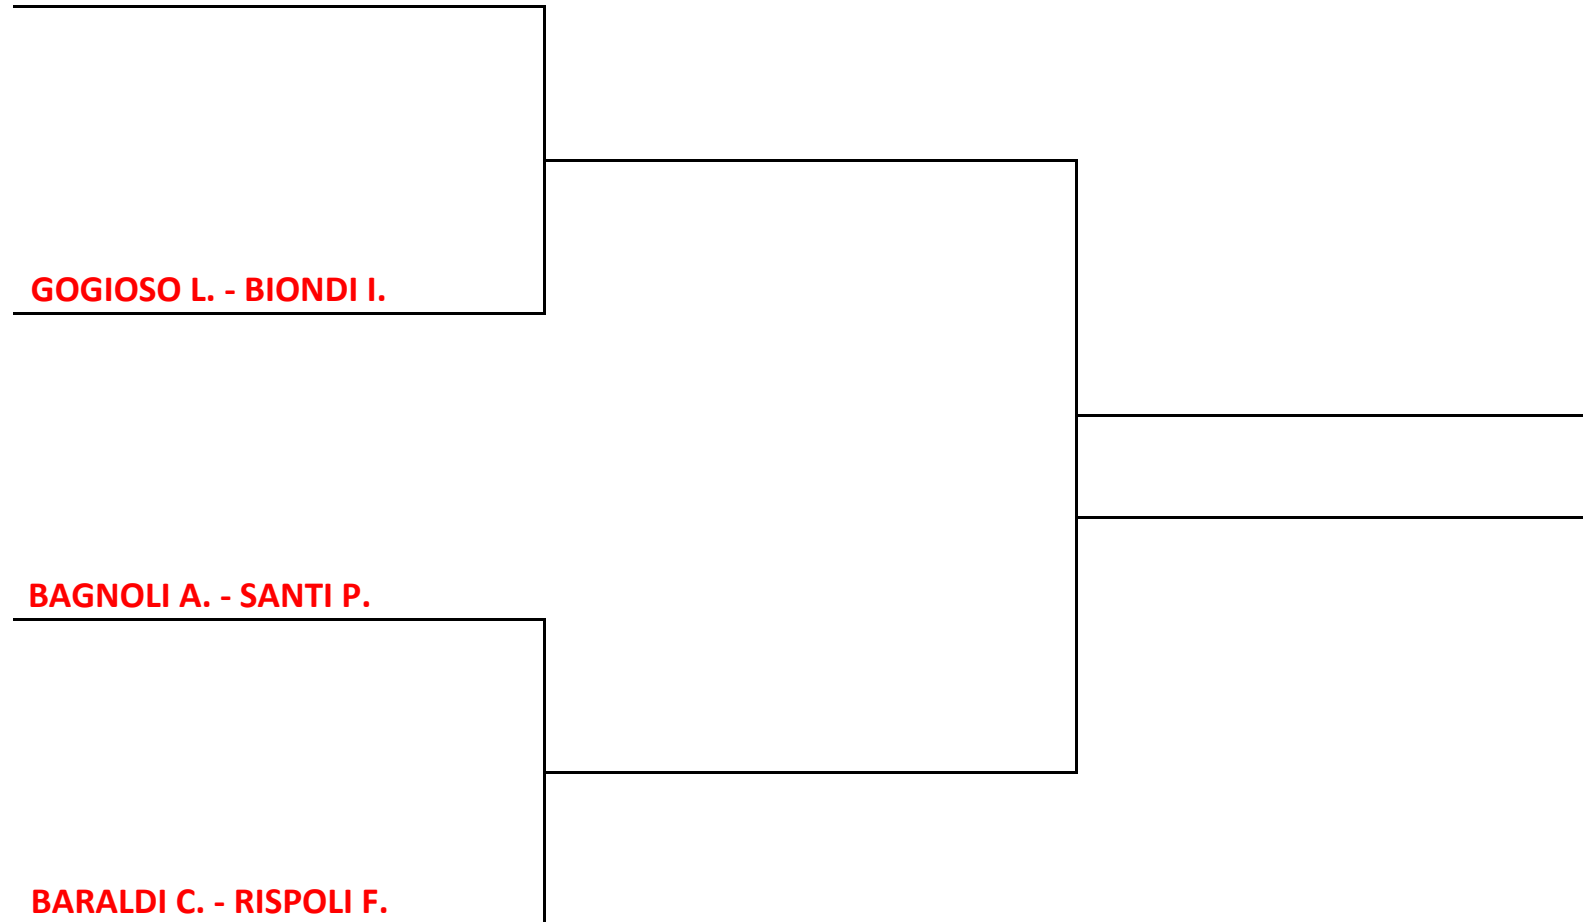 GOGIOSO L. - BIONDI I.
BAGNOLI A. - SANTI P.
BARALDI C. - RISPOLI F.